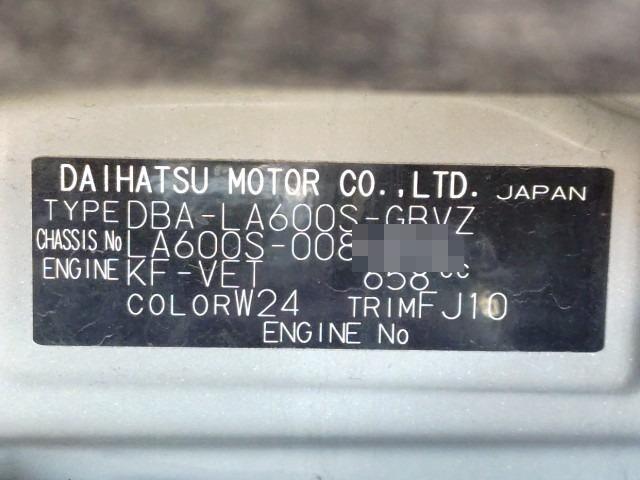 DAIHATSU MOTOR CO.,LTD. JAPAN
TYPE DBA-LA600S-GBVZ
CHASSIS No LA600S-008
ENGINE KF-VET 658 CC
COLOR W24 TRIM FJ10
ENGINE No